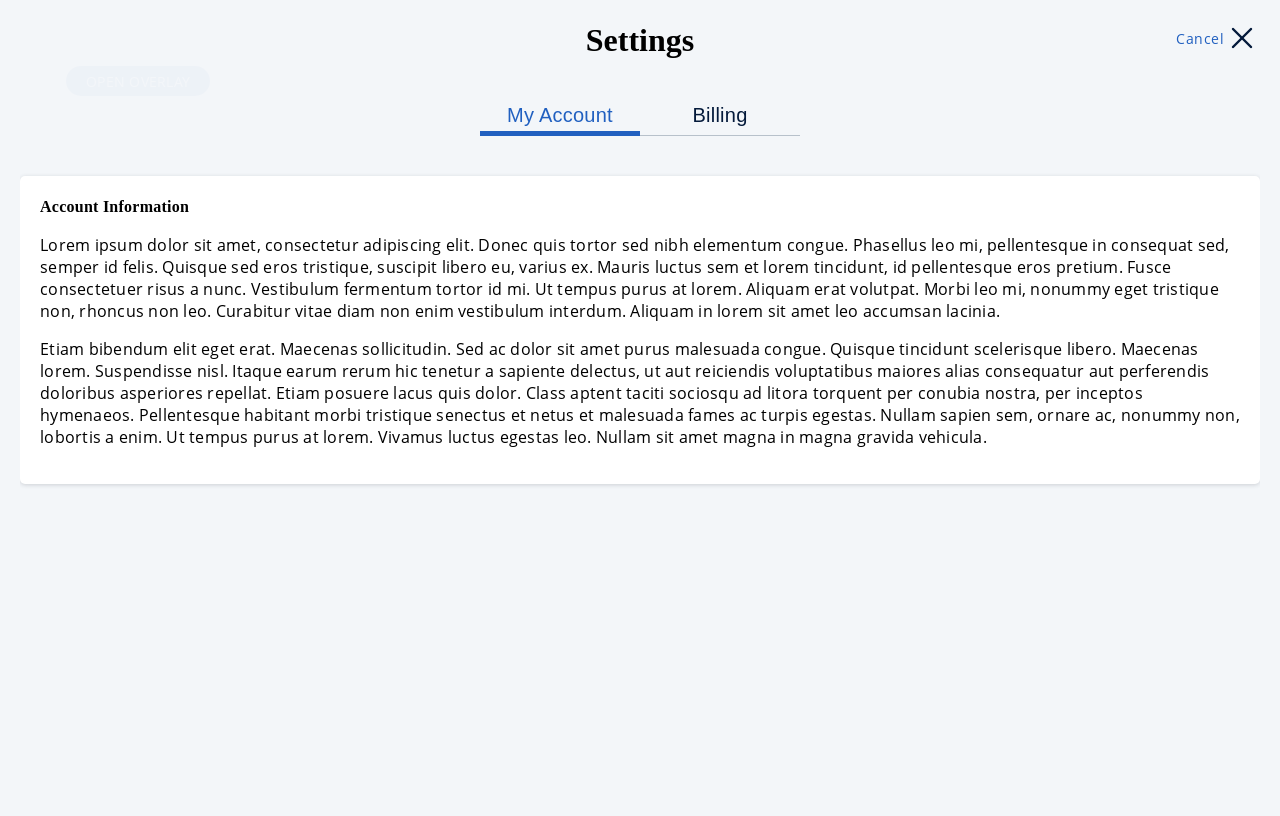 Settings
Cancel
OPEN OVERLAY
My Account
Billing
Account Information
Lorem ipsum dolor sit amet, consectetur adipiscing elit. Donec quis tortor sed nibh elementum congue. Phasellus leo mi, pellentesque in consequat sed,
semper id felis. Quisque sed eros tristique, suscipit libero eu, varius ex. Mauris luctus sem et lorem tincidunt, id pellentesque eros pretium. Fusce
consectetuer risus a nunc. Vestibulum fermentum tortor id mi. Ut tempus purus at lorem. Aliquam erat volutpat. Morbi leo mi, nonummy eget tristique
non, rhoncus non leo. Curabitur vitae diam non enim vestibulum interdum. Aliquam in lorem sit amet leo accumsan lacinia.
Etiam bibendum elit eget erat. Maecenas sollicitudin. Sed ac dolor sit amet purus malesuada congue. Quisque tincidunt scelerisque libero. Maecenas
lorem. Suspendisse nisl. Itaque earum rerum hic tenetur a sapiente delectus, ut aut reiciendis voluptatibus maiores alias consequatur aut perferendis
doloribus asperiores repellat. Etiam posuere lacus quis dolor. Class aptent taciti sociosqu ad litora torquent per conubia nostra, per inceptos
hymenaeos. Pellentesque habitant morbi tristique senectus et netus et malesuada fames ac turpis egestas. Nullam sapien sem, ornare ac, nonummy non,
lobortis a enim. Ut tempus purus at lorem. Vivamus luctus egestas leo. Nullam sit amet magna in magna gravida vehicula.